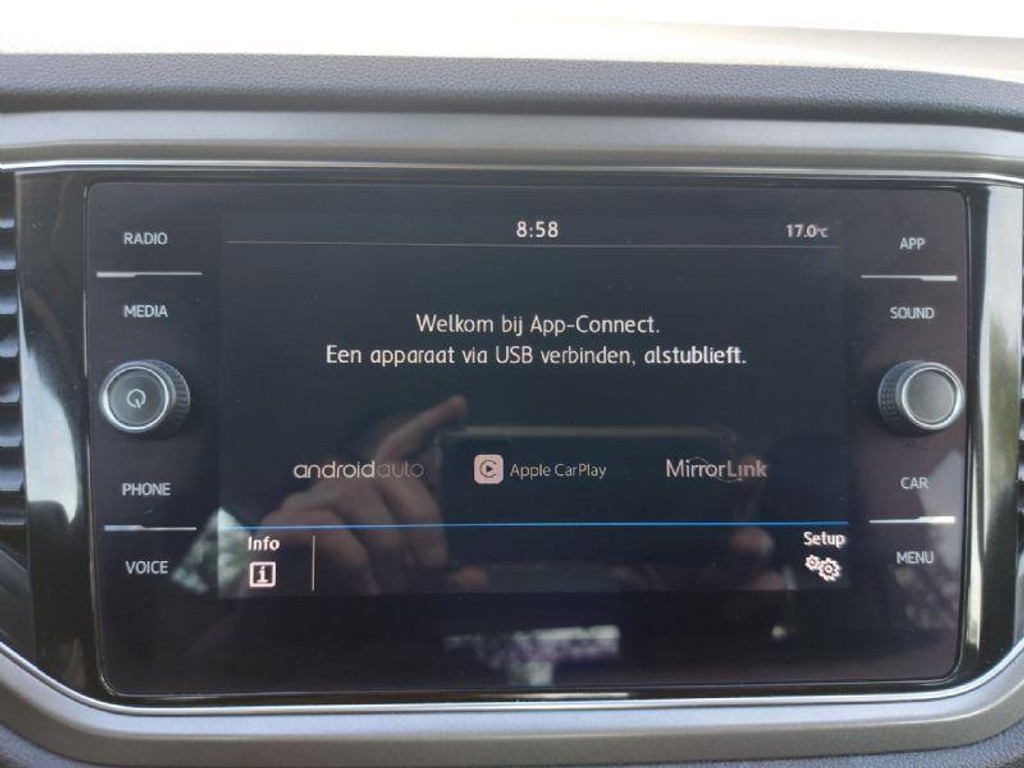 8:58
17.0°C
RADIO
MEDIA
PHONE
VOICE
Welkom bij App-Connect.
Een apparaat via USB verbinden, alstublieft.
androidauto
Apple CarPlay
MirrorLink
Info
i
Setup
APP
SOUND
CAR
MENU